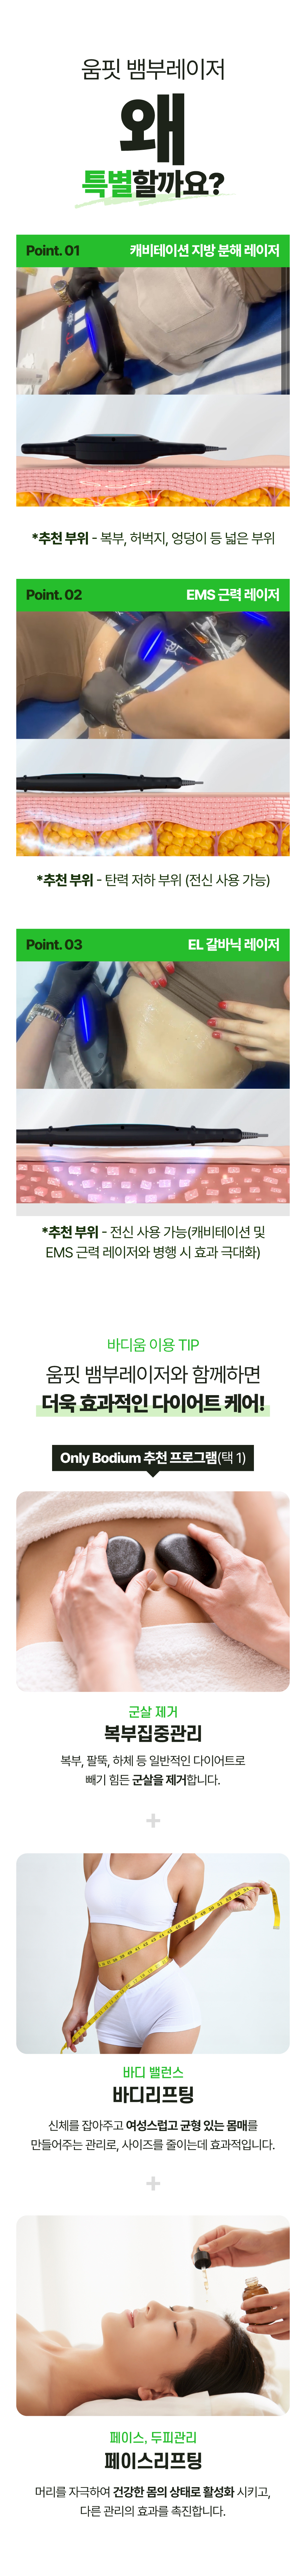 움핏 뱀부레이저
왜
특별할까요?
Point. 01
캐비테이션 지방 분해 레이저
*추천 부위 - 복부, 허벅지, 엉덩이 등 넓은 부위
Point. 02
EMS 근력 레이저
*추천 부위 - 탄력 저하 부위 (전신 사용 가능)
Point. 03
EL 갈바닉 레이저
*추천 부위 - 전신 사용 가능(캐비테이션 및
EMS 근력 레이저와 병행 시 효과 극대화)
바디움 이용 TIP
움핏 뱀부레이저와 함께하면
더욱 효과적인 다이어트 케어!
Only Bodium 추천 프로그램(택 1)
군살 제거
복부집중관리
복부, 팔뚝, 하체 등 일반적인 다이어트로
빼기 힘든 군살을 제거합니다.
+
바디 밸런스
바디리프팅
신체를 잡아주고 여성스럽고 균형 있는 몸매를
만들어주는 관리로, 사이즈를 줄이는데 효과적입니다.
+
페이스, 두피관리
페이스리프팅
머리를 자극하여 건강한 몸의 상태로 활성화 시키고,
다른 관리의 효과를 촉진합니다.